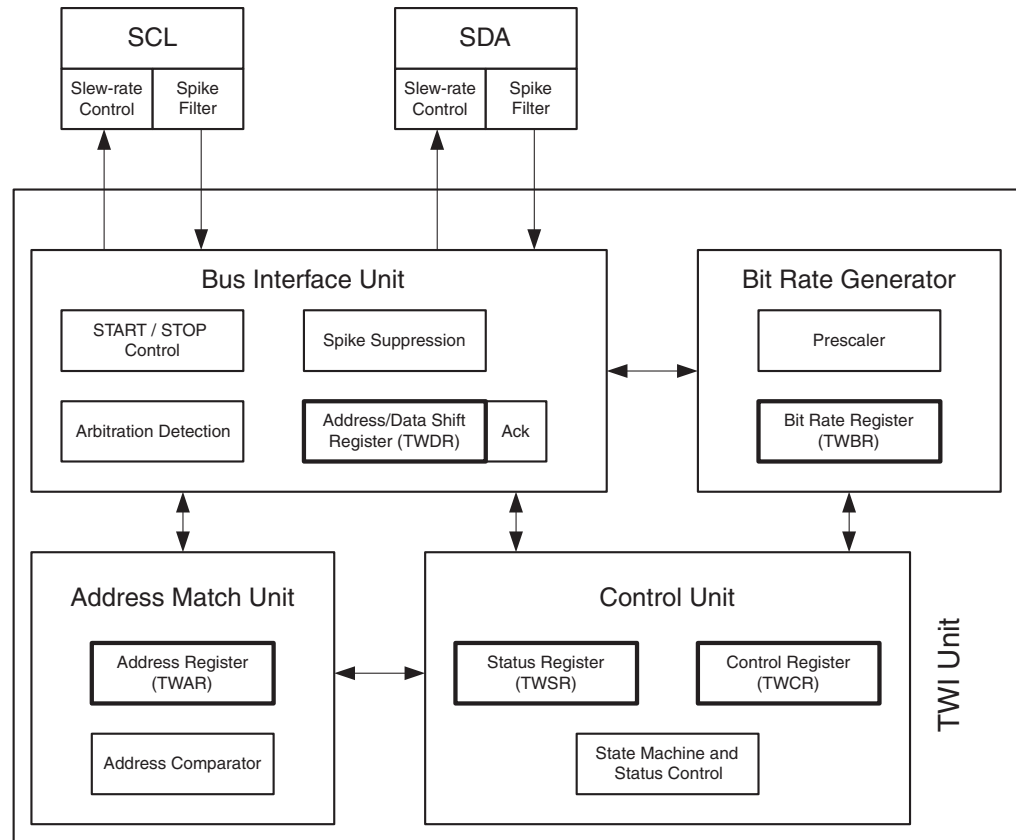 SCL
Slew-rate
Control
Spike
Filter
SDA
Slew-rate
Control
Spike
Filter
Bus Interface Unit
START / STOP
Control
Spike Suppression
Arbitration Detection
Address/Data Shift
Register (TWDR)
Ack
Bit Rate Generator
Prescaler
Bit Rate Register
(TWBR)
Address Match Unit
Address Register
(TWAR)
Address Comparator
Control Unit
Status Register
(TWSR)
Control Register
(TWCR)
State Machine and
Status Control
TWI Unit